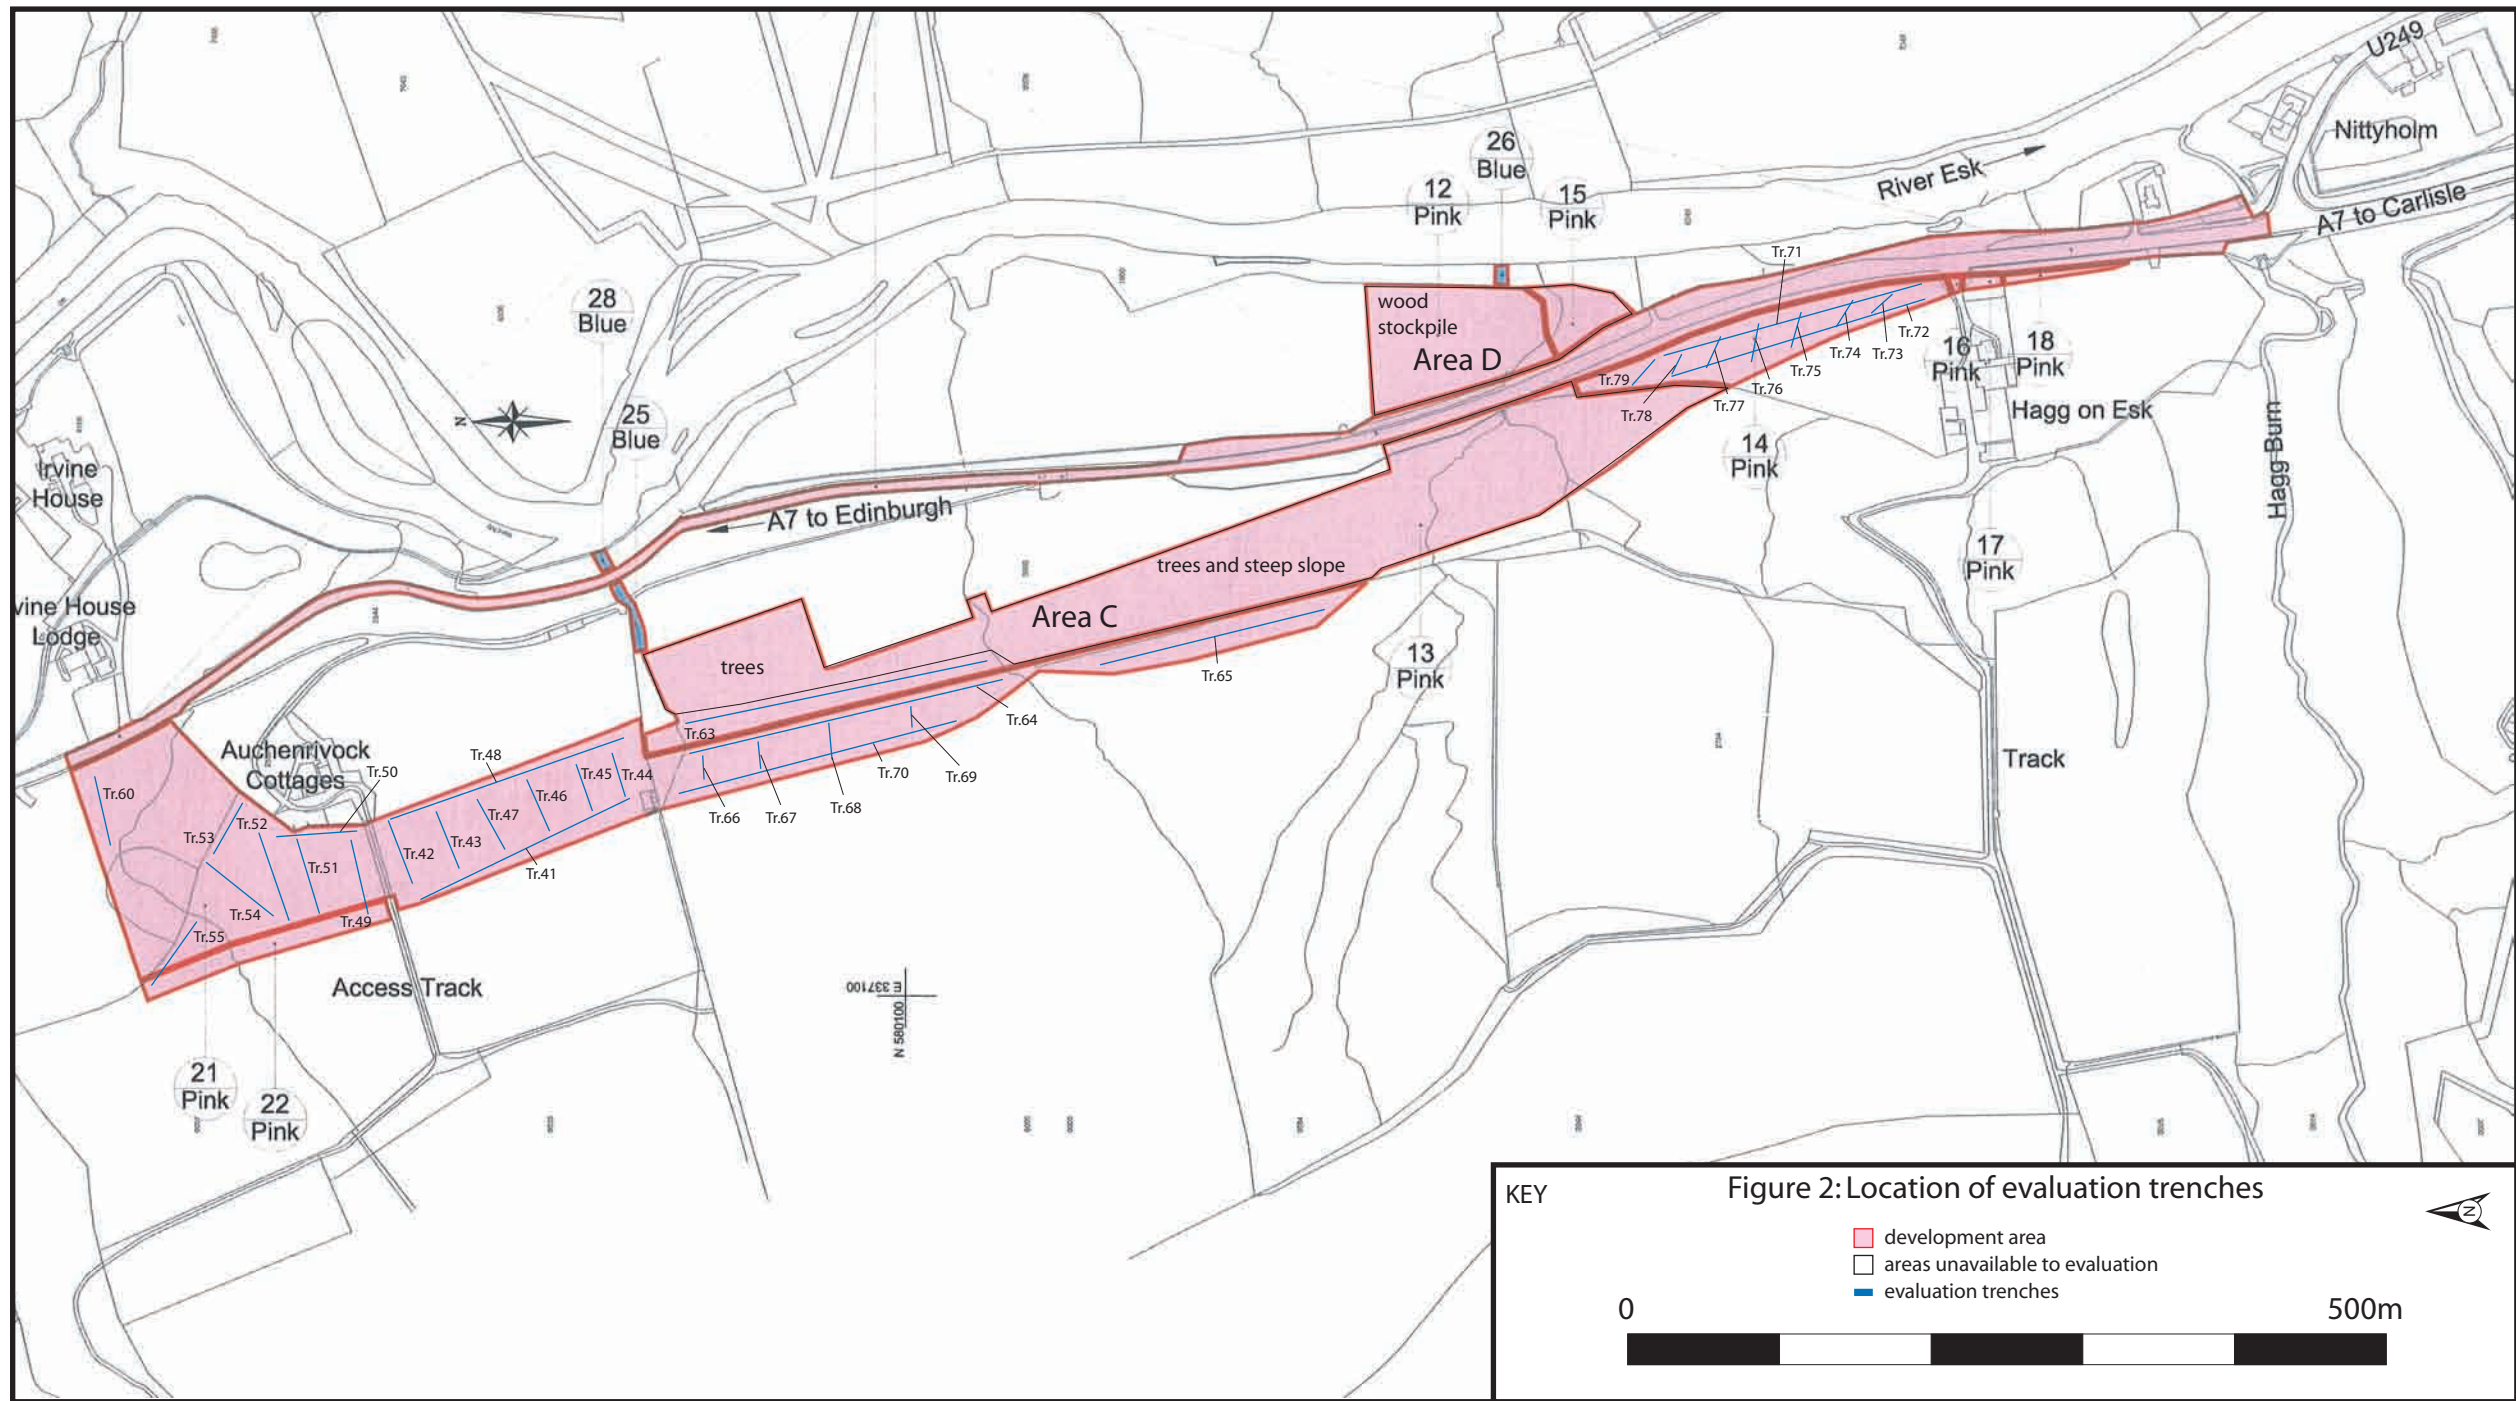 U249
Nittyholm
River Esk
A7 to Carlisle
26
Blue
12
Pink
15
Pink
Tr.71
28
Blue
wood
stockpile
Area D
Tr.72
Tr.73
Tr.74
Tr.75
Tr.76
Tr.77
Tr.78
Tr.79
16
Pink
18
Pink
Hagg on Esk
Hagg Burn
N
25
Blue
14
Pink
Irvine
House
A7 to Edinburgh
17
Pink
trees and steep slope
vine House
Lodge
Area C
trees
13
Pink
Tr.65
Tr.64
Tr.63
Auchenrivock
Cottages
Tr.48
Tr.50
Tr.45
Tr.44
Tr.46
Tr.47
Tr.60
Tr.70
Tr.69
Tr.66
Tr.67
Tr.68
Track
Tr.53
Tr.52
Tr.43
Tr.42
Tr.51
Tr.41
Tr.54
Tr.49
Tr.55
Access Track
E 337100
N 580100
21
Pink
22
Pink
KEY
Figure 2: Location of evaluation trenches
N
development area
areas unavailable to evaluation
evaluation trenches
0
500m